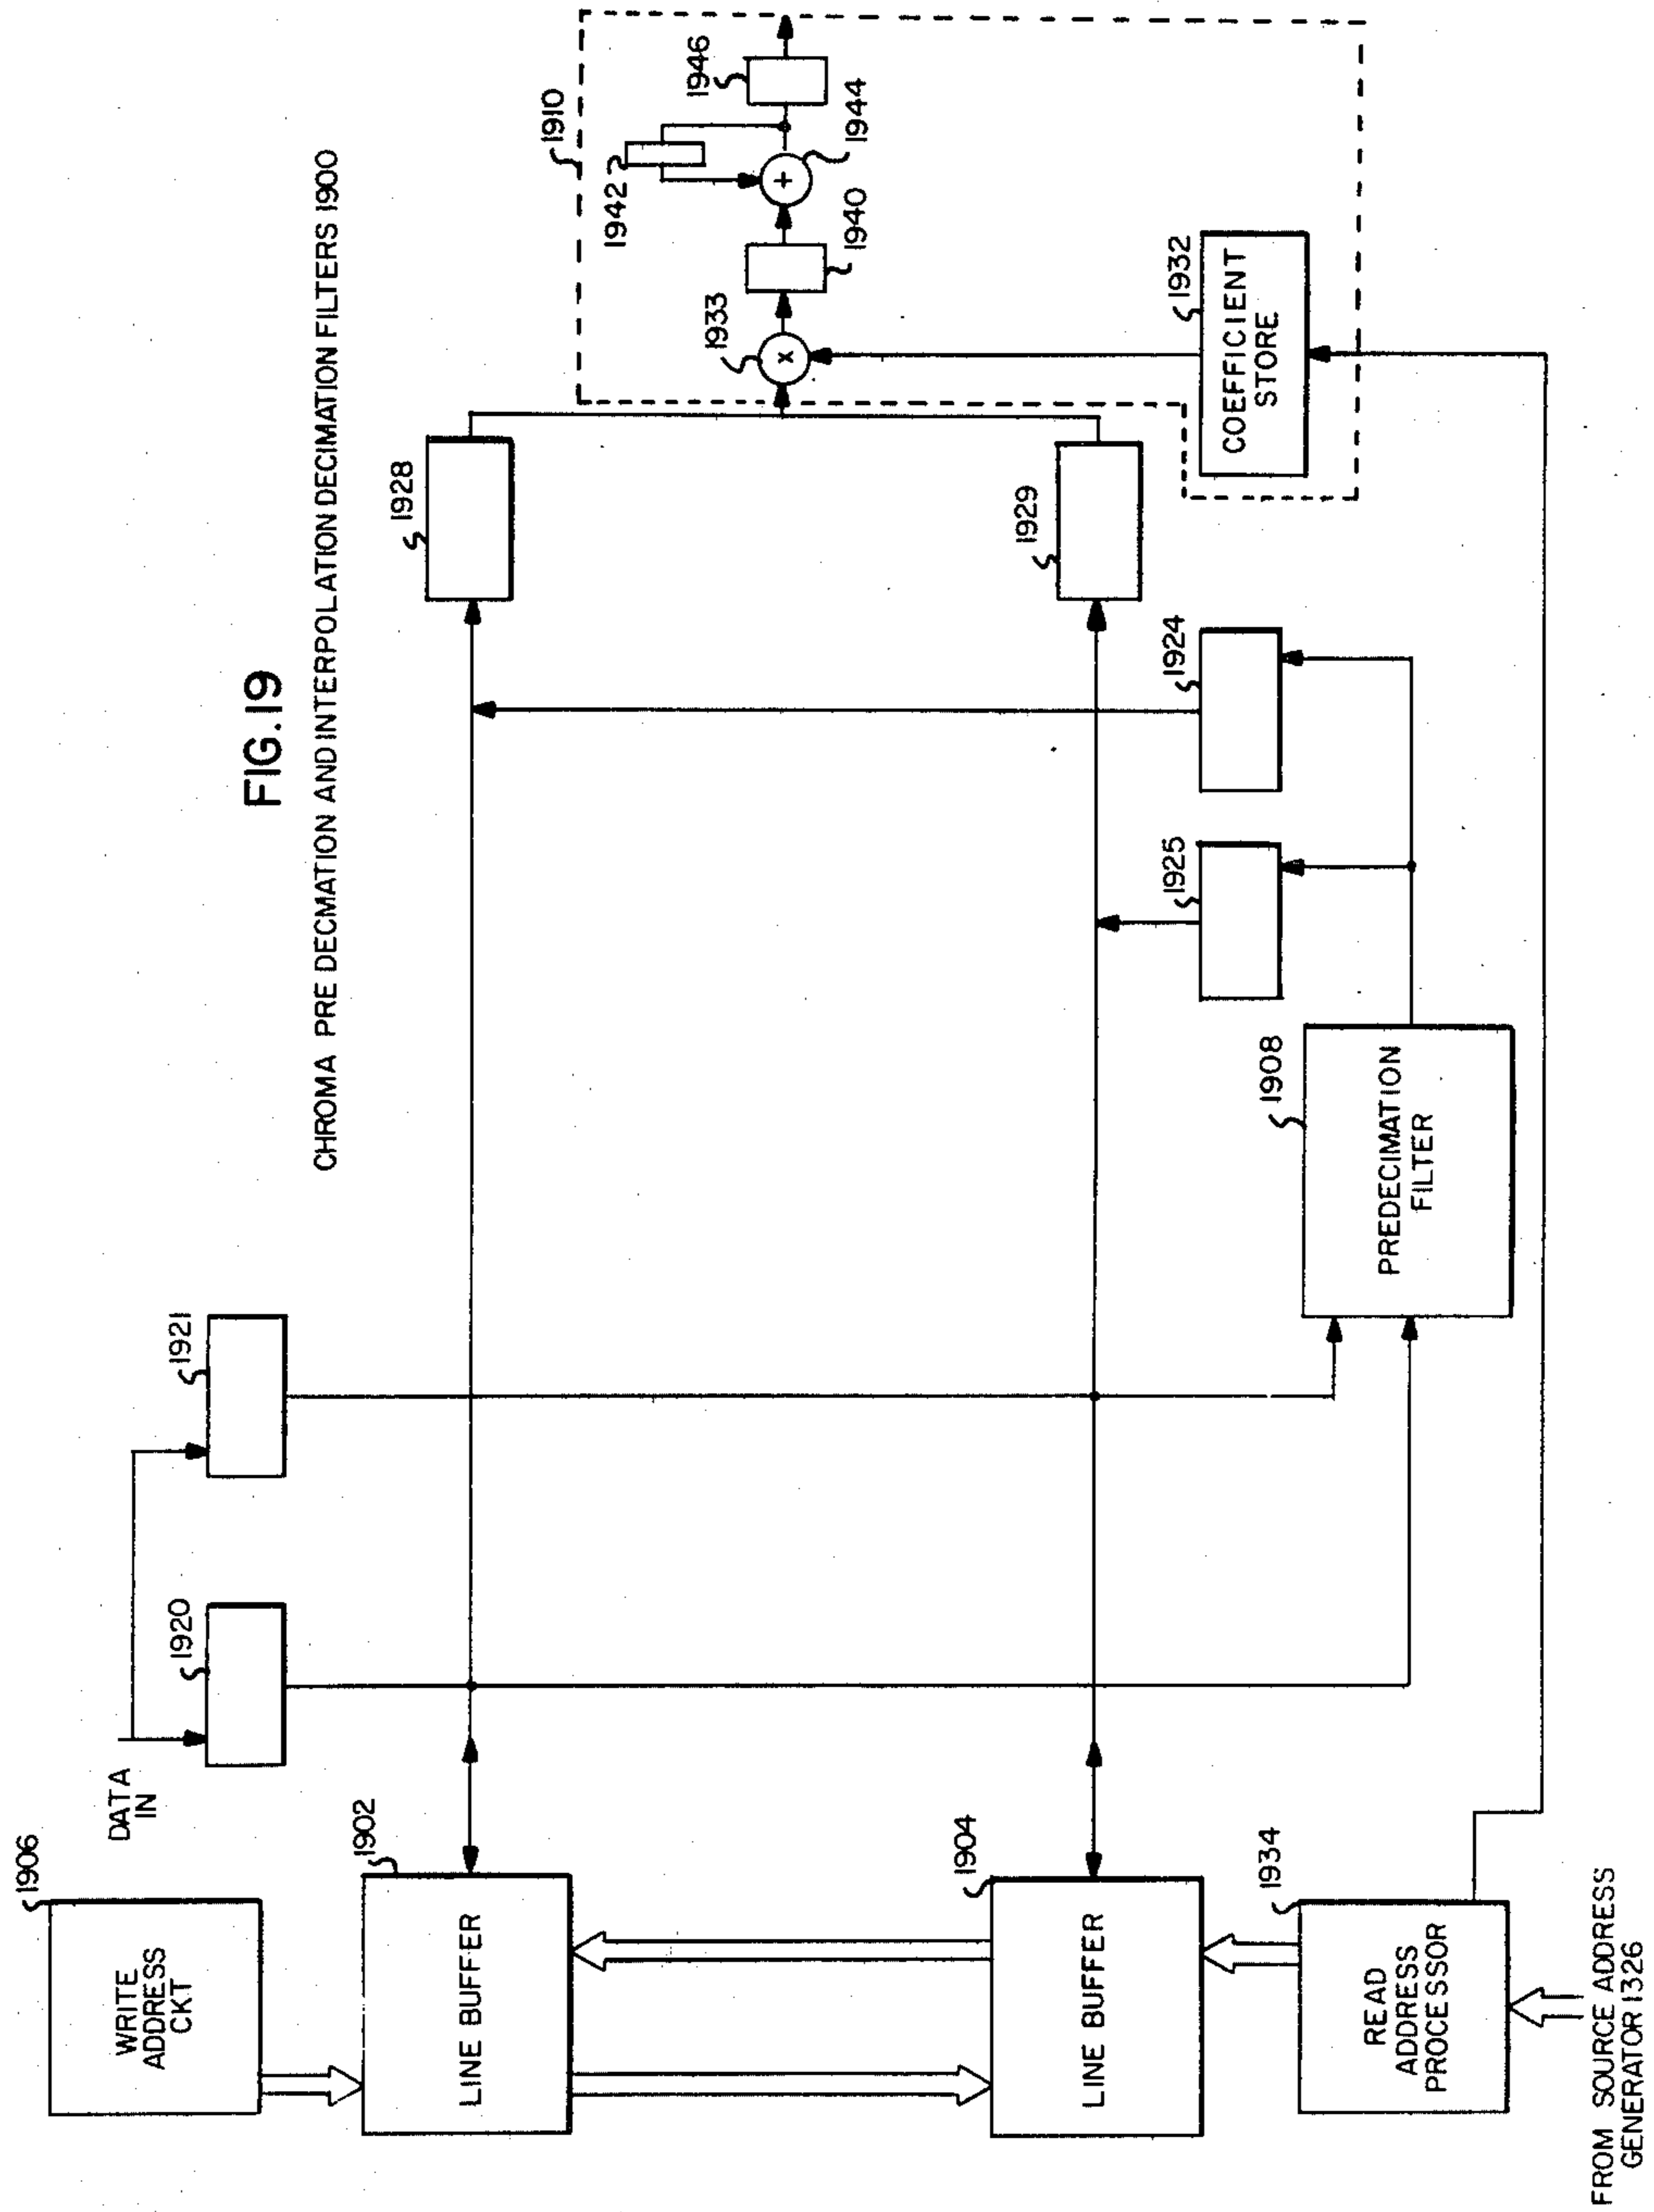 FIG.19
CHROMA PRE DECMATION AND INTERPOLATION DECIMATION FILTERS 1900
1906
WRITE
ADDRESS
CKT
DATA
IN
1920
1921
1902
LINE BUFFER
1928
1910
1946
1942
1944
1940
1933
1904
LINE BUFFER
1929
1932
COEFFICIENT
STORE
1925
1924
1934
READ
ADDRESS
PROCESSOR
1908
PREDECIMATION
FILTER
FROM SOURCE ADDRESS
GENERATOR 1326
+
x